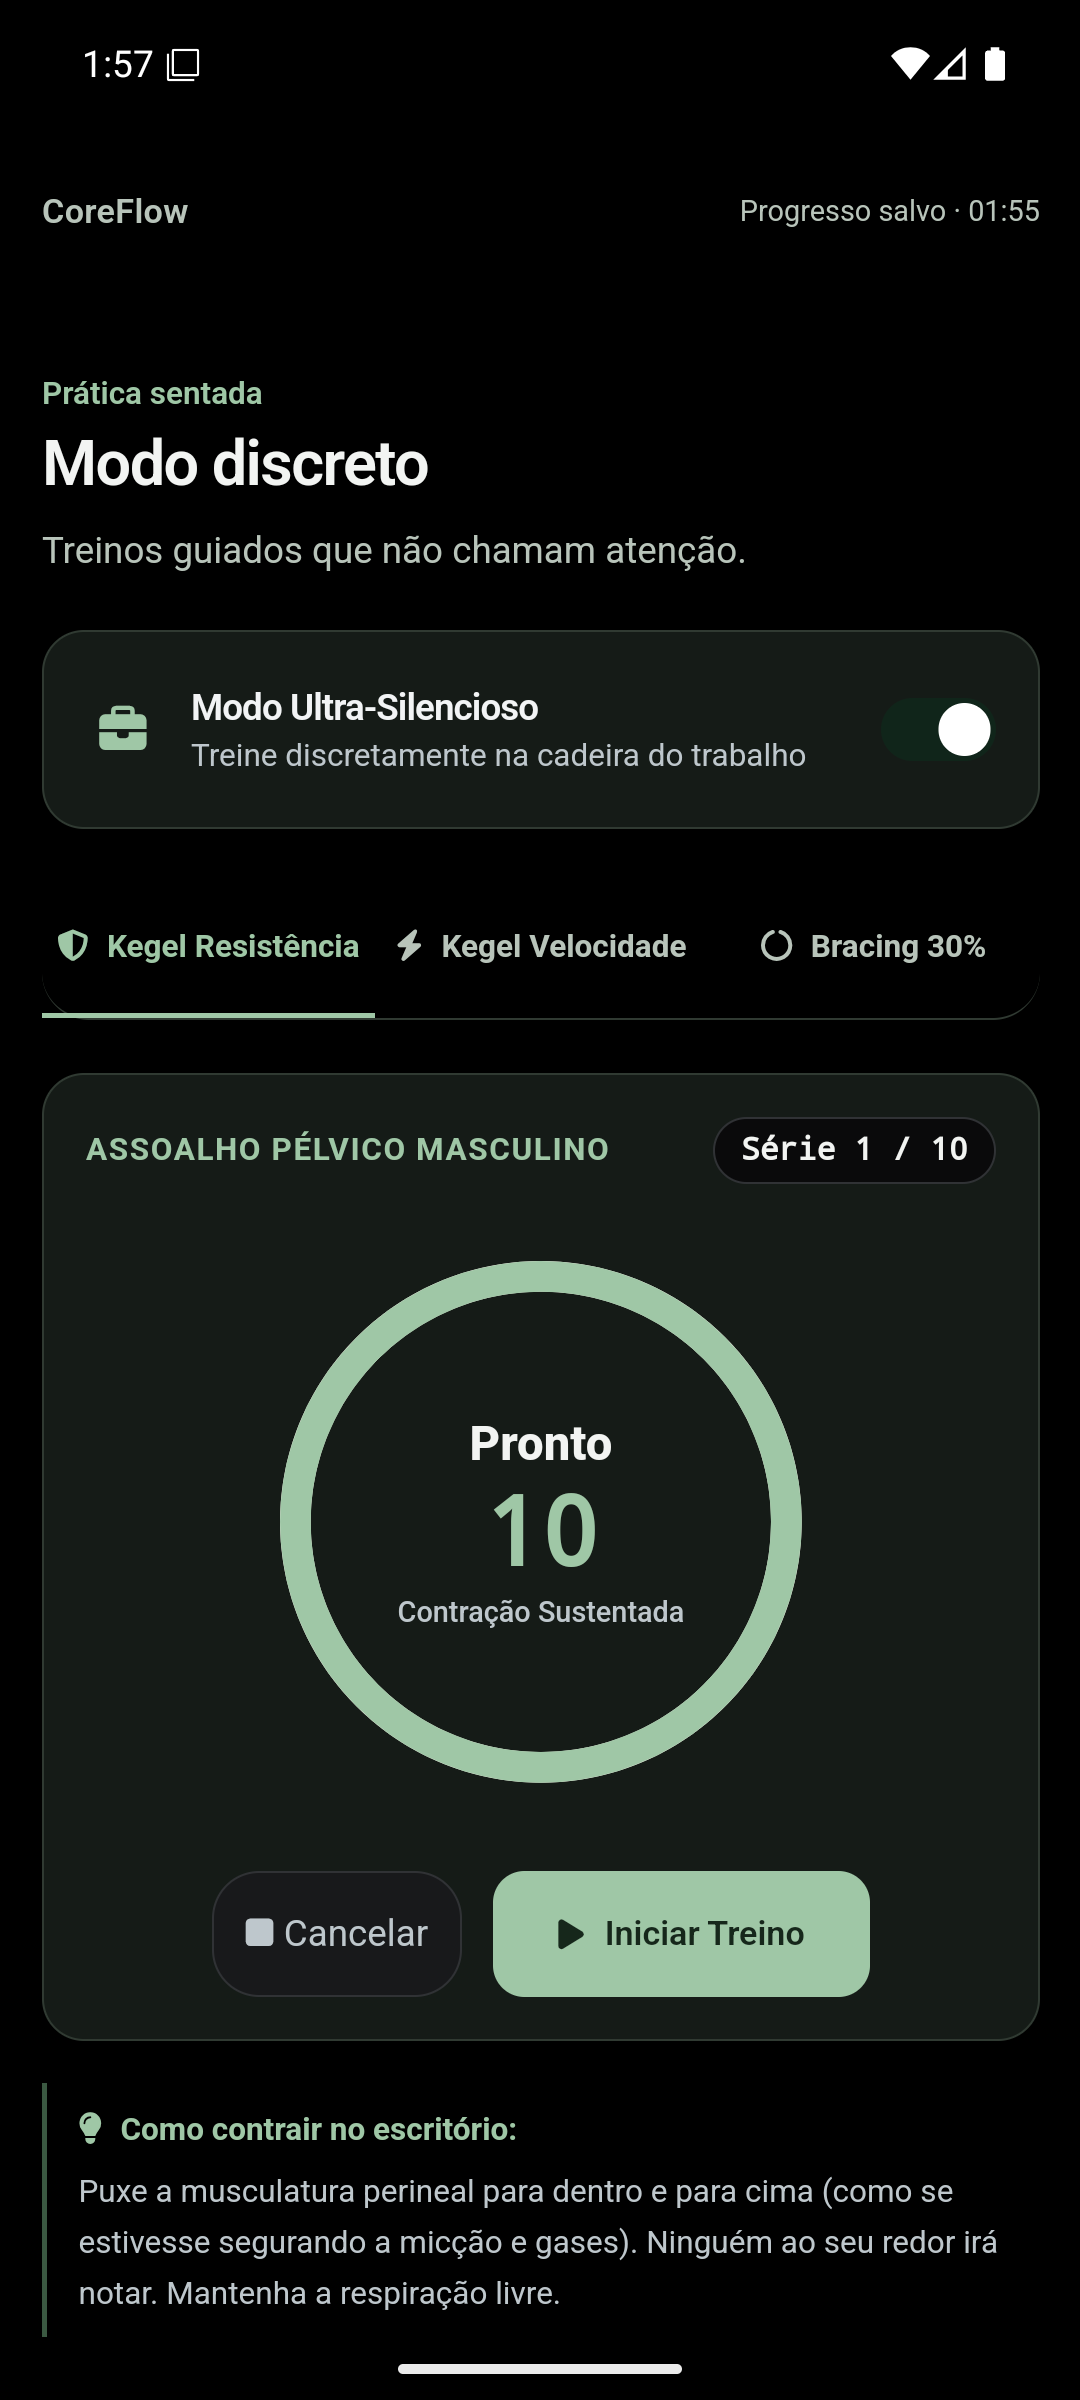 1:57
CoreFlow
Progresso salvo · 01:55
Prática sentada
Modo discreto
Treinos guiados que não chamam atenção.
Modo Ultra-Silencioso
Treine discretamente na cadeira do trabalho
Kegel Resistência
Kegel Velocidade
Bracing 30%
ASSOALHO PÉLVICO MASCULINO
Série 1 / 10
Pronto
10
Contração Sustentada
Cancelar
Iniciar Treino
Como contrair no escritório:
Puxe a musculatura perineal para dentro e para cima (como se
estivesse segurando a micção e gases). Ninguém ao seu redor irá
notar. Mantenha a respiração livre.